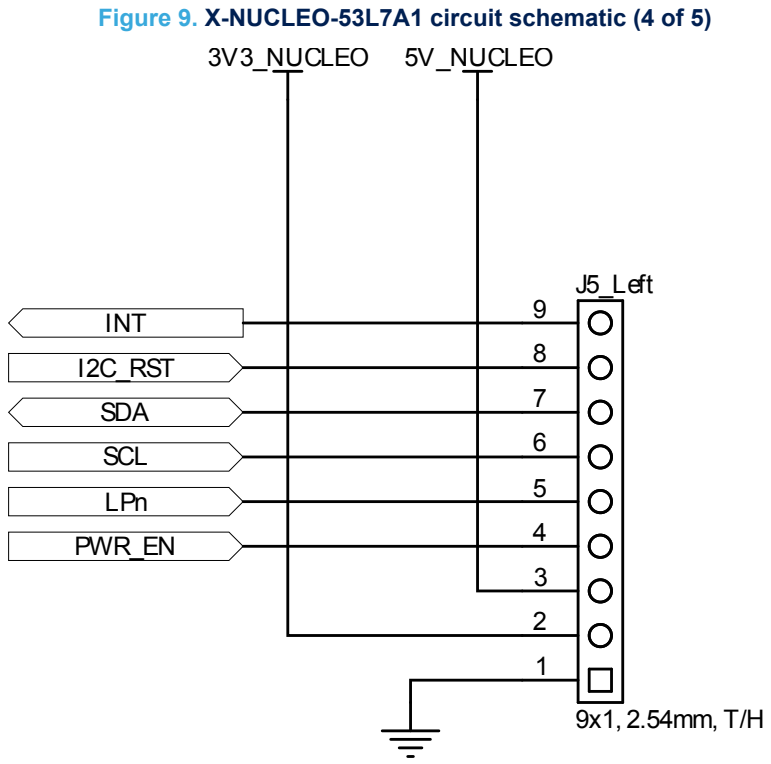 Figure 9. X-NUCLEO-53L7A1 circuit schematic (4 of 5)
3V3_NUCLEO 5V_NUCLEO
J5_Left
INT 9
I2C_RST 8
SDA 7
SCL 6
LPn 5
PWR_EN 4
3
2
1
9x1, 2.54mm, T/H